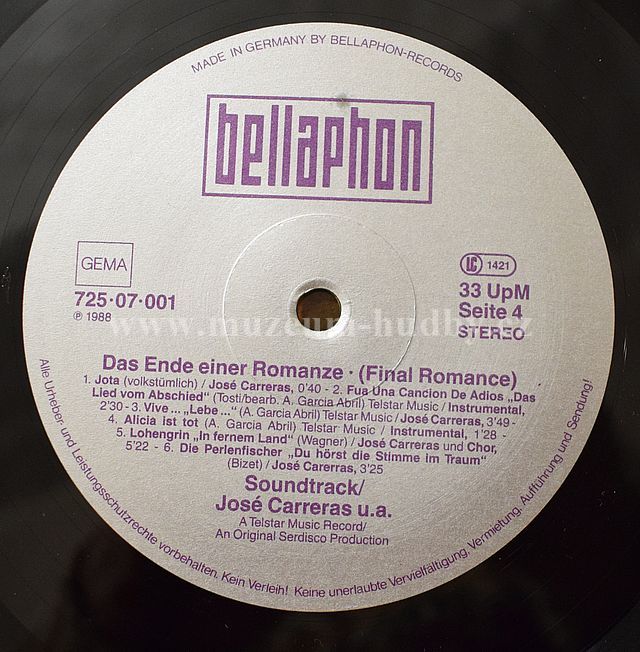 MADE IN GERMANY BY BELLAPHON-RECORDS
bellaphon
GEMA
725·07·001
℗ 1988
LC 1421
33 UpM
Seite 4
STEREO
www.muzeum-hudby.cz
Das Ende einer Romanze · (Final Romance)
1. Jota (volkstümlich) / José Carreras, 0'40 - 2. Fua Una Cancion De Adios „Das
Lied vom Abschied" (Tosti/bearb. A. Garcia Abril) Telstar Music / Instrumental,
2'30 - 3. Vive ... „Lebe ..." (A. Garcia Abril) Telstar Music / José Carreras, 3'49 -
4. Alicia ist tot (A. Garcia Abril) Telstar Music / Instrumental, 1'28 -
5. Lohengrin „In fernem Land" (Wagner) / José Carreras und Chor,
5'22 - 6. Die Perlenfischer „Du hörst die Stimme im Traum"
(Bizet) / José Carerras, 3'25
Soundtrack/
José Carreras u.a.
A Telstar Music Record/
An Original Serdisco Production
Alle Urheber- und Leistungsschutzrechte vorbehalten. Kein Verleih! Keine unerlaubte Vervielfältigung, Vermietung, Aufführung und Sendung!